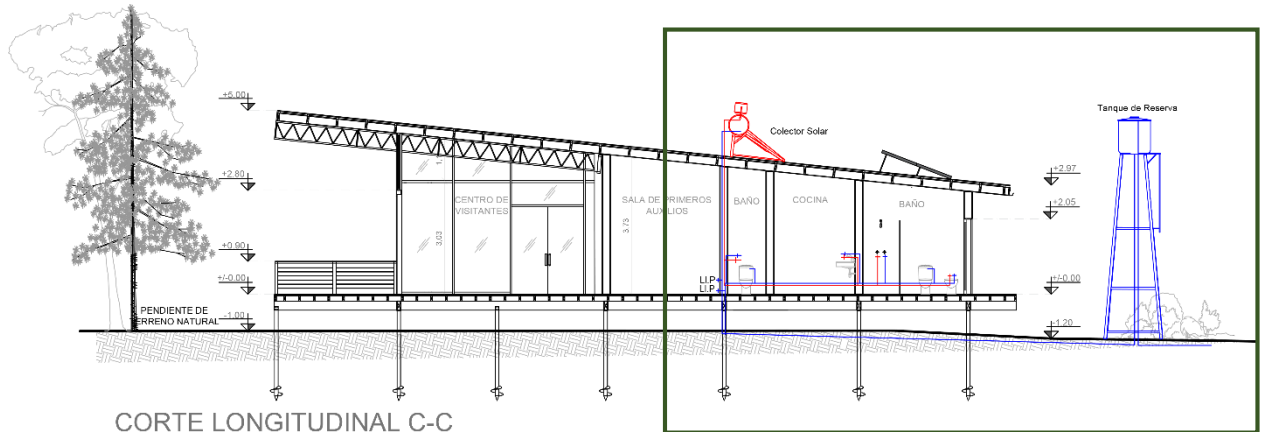 Tanque de Reserva
+5.00
Colector Solar
+2.80
+2.97
CENTRO DE
VISITANTES
SALA DE PRIMEROS
AUXILIOS
BAÑO
COCINA
BAÑO
+2.05
3.03
3.73
+0.90
+/-0.00
LI.P
LI.P
+/-0.00
PENDIENTE DE
TERRENO NATURAL
-1.00
-1.20
CORTE LONGITUDINAL C-C